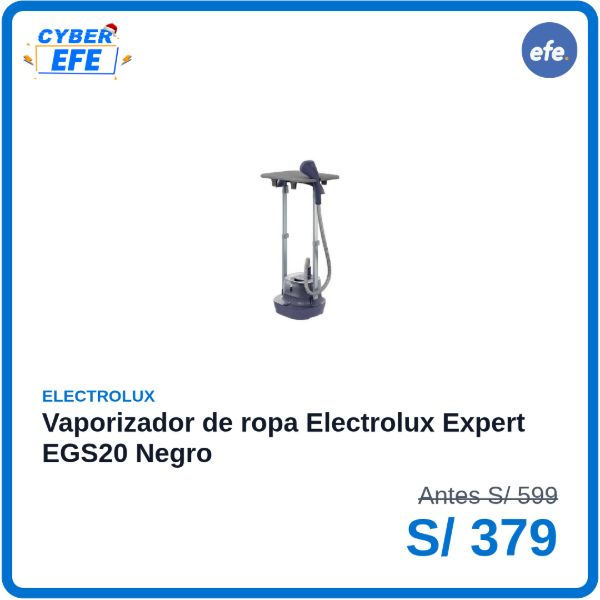 CYBER
EFE
efe.
ELECTROLUX
Vaporizador de ropa Electrolux Expert
EGS20 Negro
Antes S/ 599
S/ 379